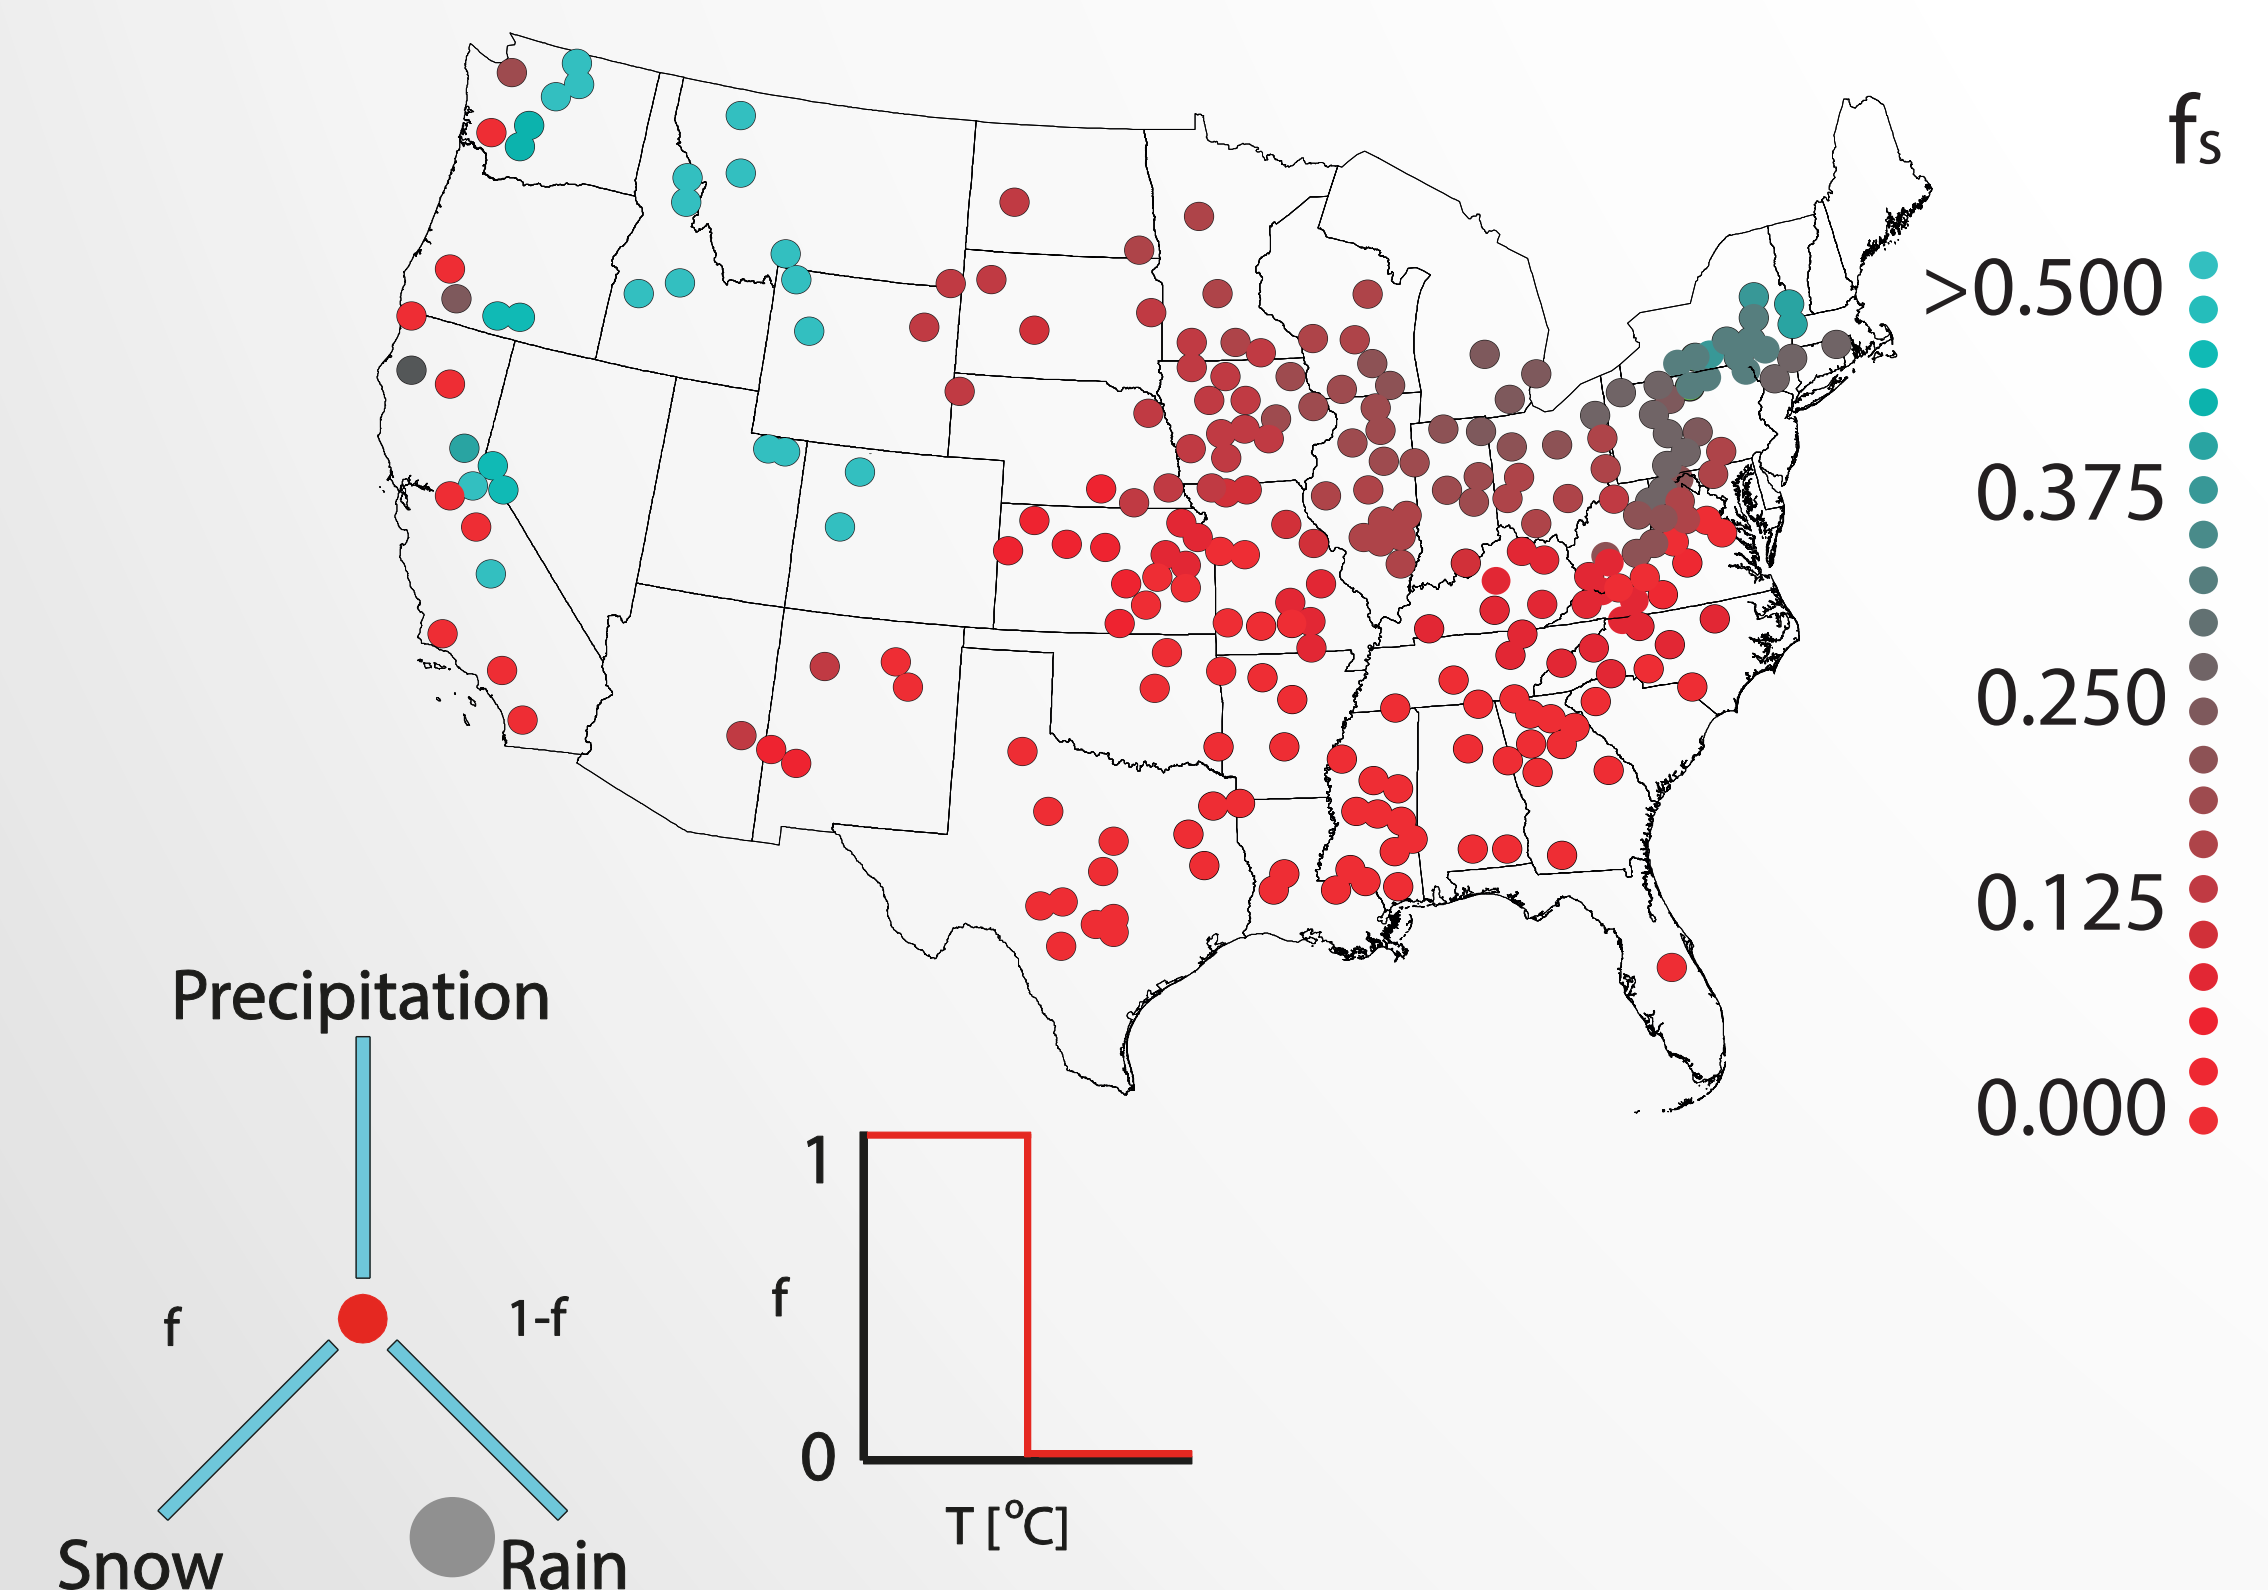 fs
>0.500
0.375
0.250
0.125
0.000
Precipitation
f
1-f
Snow
Rain
1
f
0
T [°C]